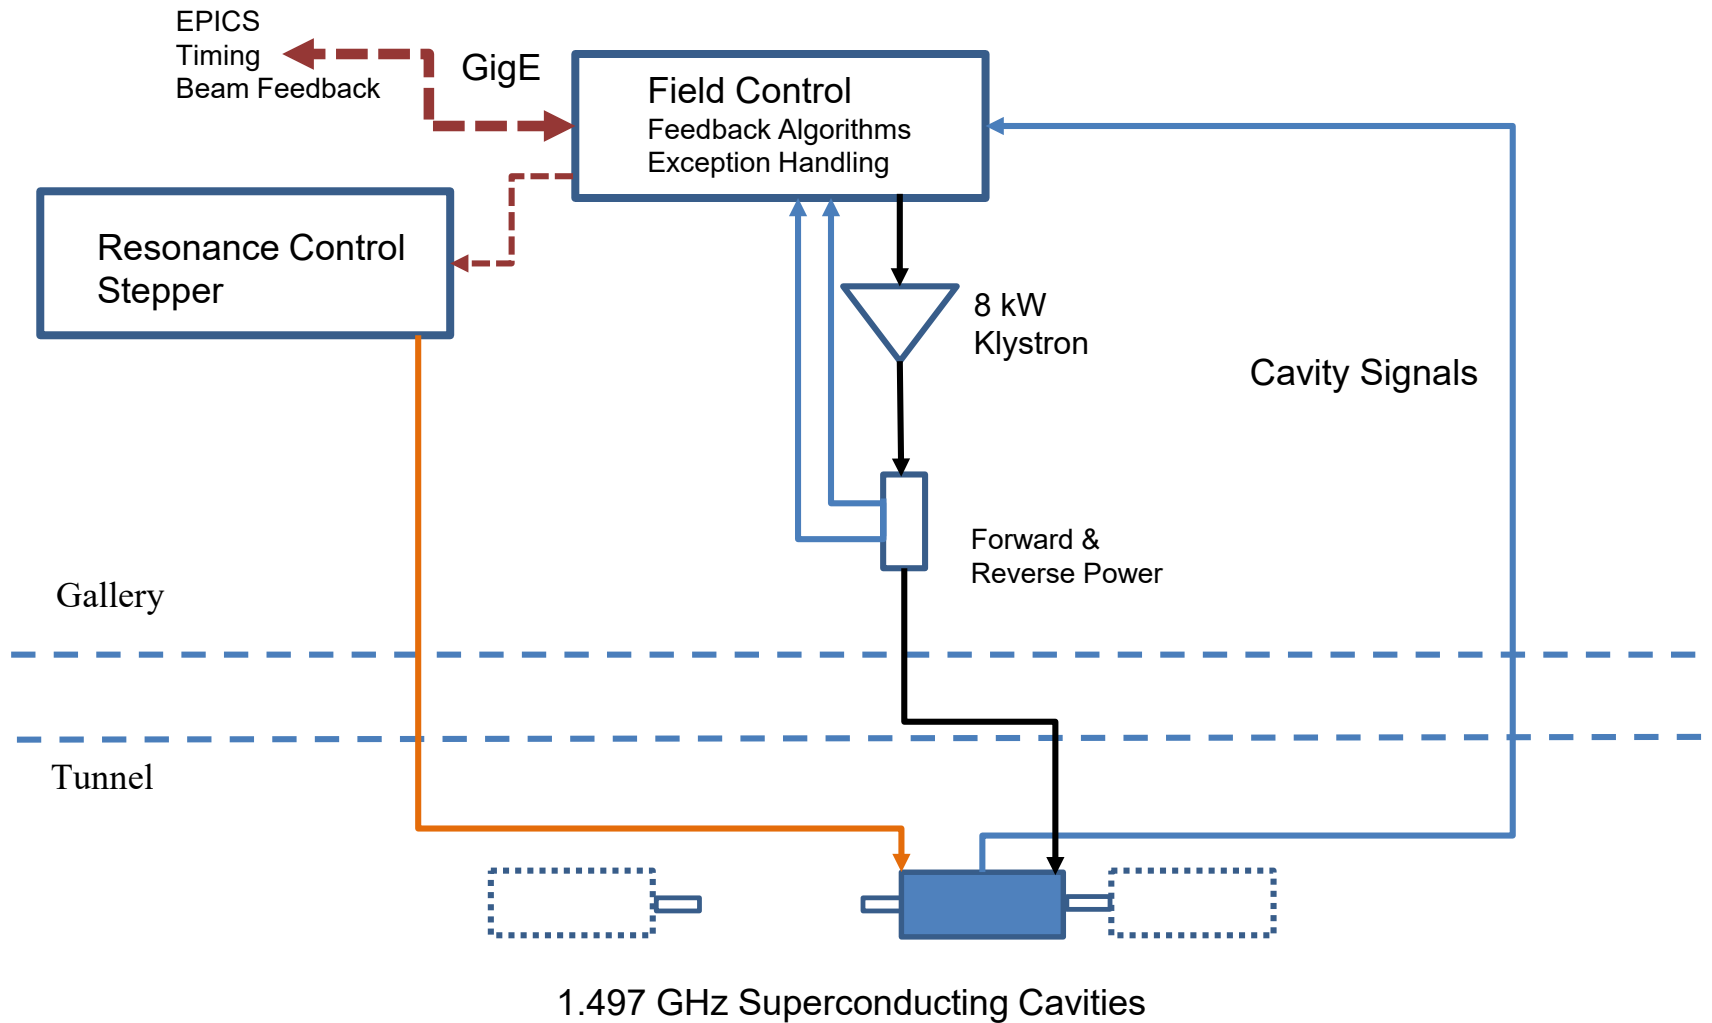 EPICS
Timing
Beam Feedback
GigE
Field Control
Feedback Algorithms
Exception Handling
Resonance Control
Stepper
8 kW
Klystron
Cavity Signals
Forward &
Reverse Power
Gallery
Tunnel
1.497 GHz Superconducting Cavities